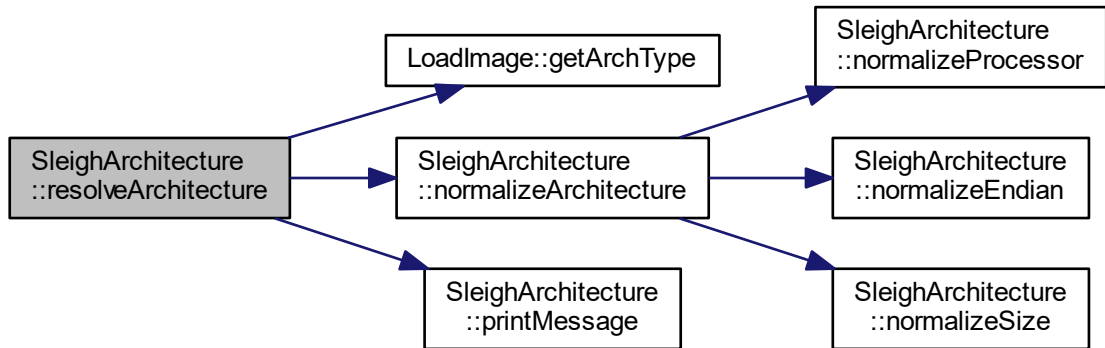 SleighArchitecture
::resolveArchitecture
LoadImage::getArchType
SleighArchitecture
::normalizeArchitecture
SleighArchitecture
::printMessage
SleighArchitecture
::normalizeProcessor
SleighArchitecture
::normalizeEndian
SleighArchitecture
::normalizeSize